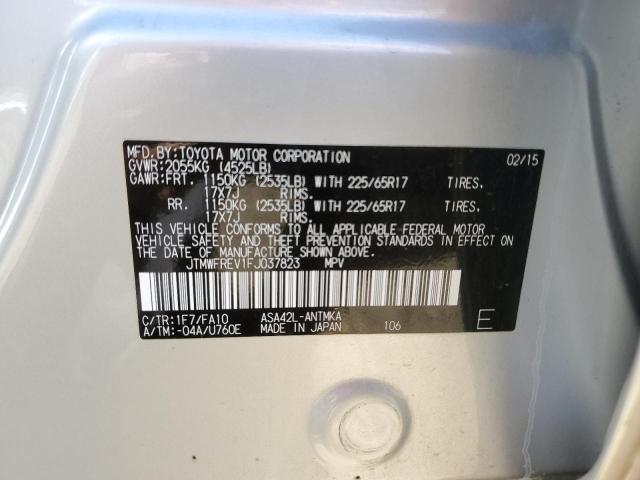 MFD.BY:TOYOTA MOTOR CORPORATION 02/15
GVWR:2055KG (4525LB)
GAWR:FRT. 1150KG (2535LB) WITH 225/65R17 TIRES.
17X7J RIMS.
RR. 1150KG (2535LB) WITH 225/65R17 TIRES.
17X7J RIMS.
THIS VEHICLE CONFORMS TO ALL APPLICABLE FEDERAL MOTOR
VEHICLE SAFETY AND THEFT PREVENTION STANDARDS IN EFFECT ON
THE DATE OF MANUFACTURE SHOWN ABOVE.
JTMWFREV1FJ037823 MPV
C/TR:1F7/FA10 ASA42L-ANTMKA
A/TM:-04A/U760E MADE IN JAPAN 106 E